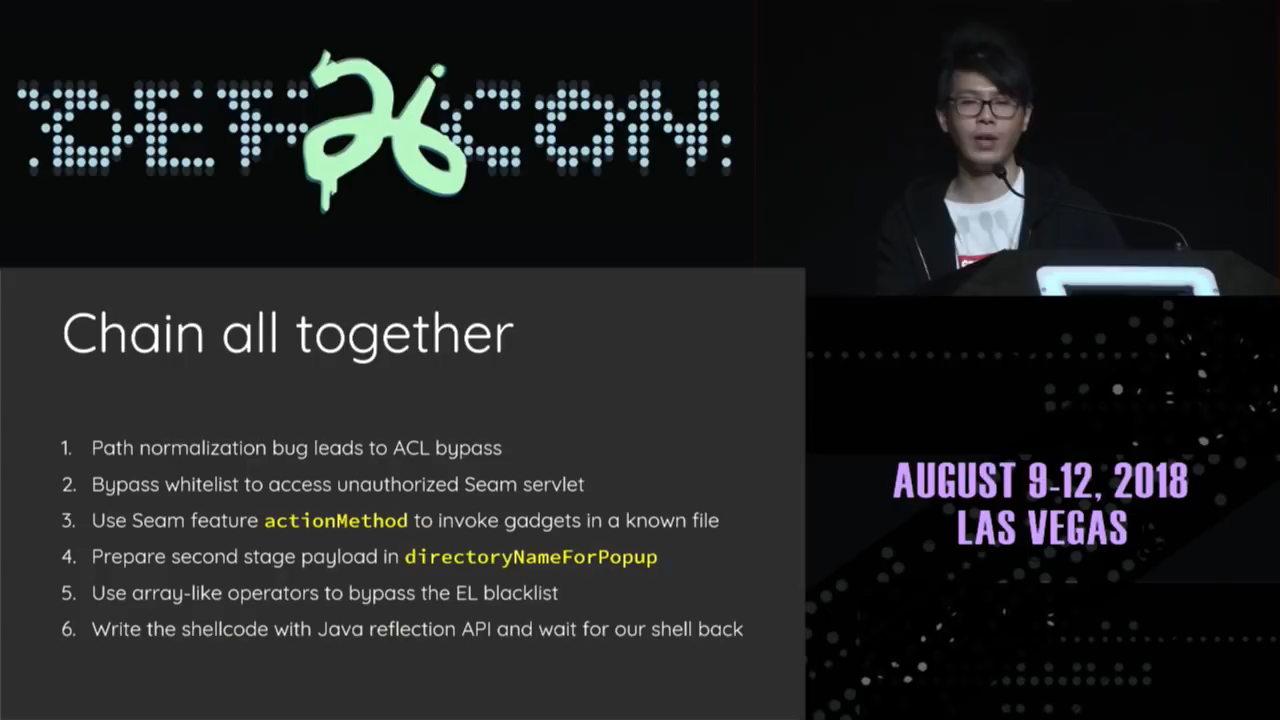 DEF 26 CON
Chain all together
1. Path normalization bug leads to ACL bypass
2. Bypass whitelist to access unauthorized Seam servlet
3. Use Seam feature actionMethod to invoke gadgets in a known file
4. Prepare second stage payload in directoryNameForPopup
5. Use array-like operators to bypass the EL blacklist
6. Write the shellcode with Java reflection API and wait for our shell back
AUGUST 9-12, 2018
LAS VEGAS